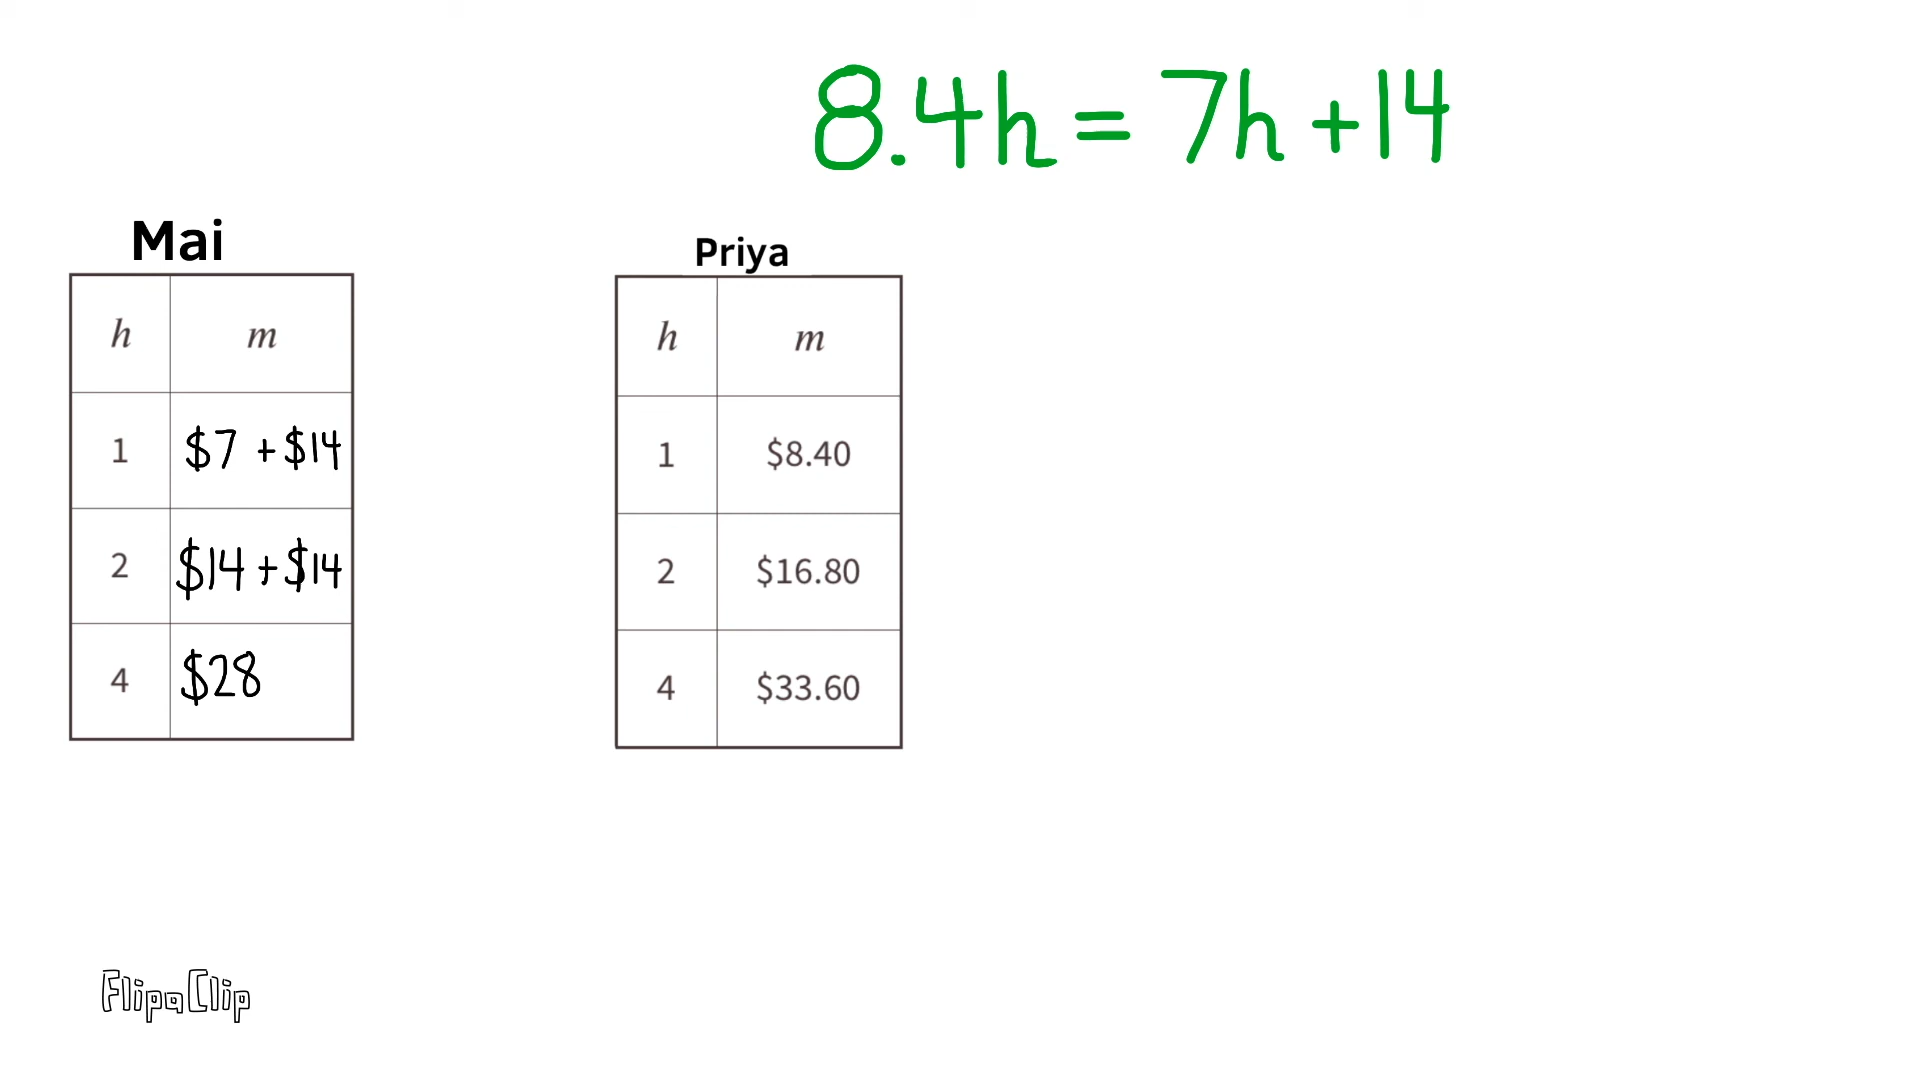 8.4h = 7h + 14
Mai
h m
1 $7 + $14
2 $14 + $14
4 $28
Priya
h m
1 $8.40
2 $16.80
4 $33.60
FlipaClip